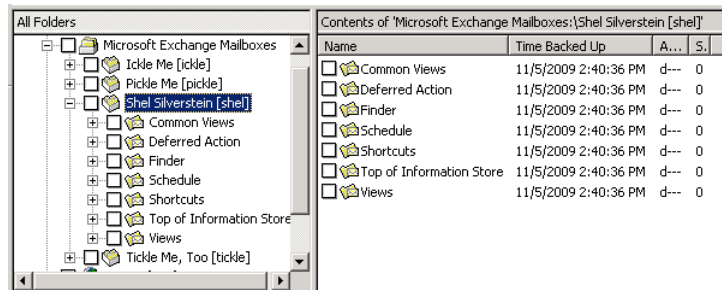 All Folders
Microsoft Exchange Mailboxes
Ickle Me [ickle]
Pickle Me [pickle]
Shel Silverstein [shel]
Common Views
Deferred Action
Finder
Schedule
Shortcuts
Top of Information Store
Views
Tickle Me, Too [tickle]
Contents of 'Microsoft Exchange Mailboxes:\Shel Silverstein [shel]'
Name Time Backed Up A... S.
Common Views 11/5/2009 2:40:36 PM d--- 0
Deferred Action 11/5/2009 2:40:36 PM d--- 0
Finder 11/5/2009 2:40:36 PM d--- 0
Schedule 11/5/2009 2:40:36 PM d--- 0
Shortcuts 11/5/2009 2:40:36 PM d--- 0
Top of Information Store 11/5/2009 2:40:36 PM d--- 0
Views 11/5/2009 2:40:36 PM d--- 0